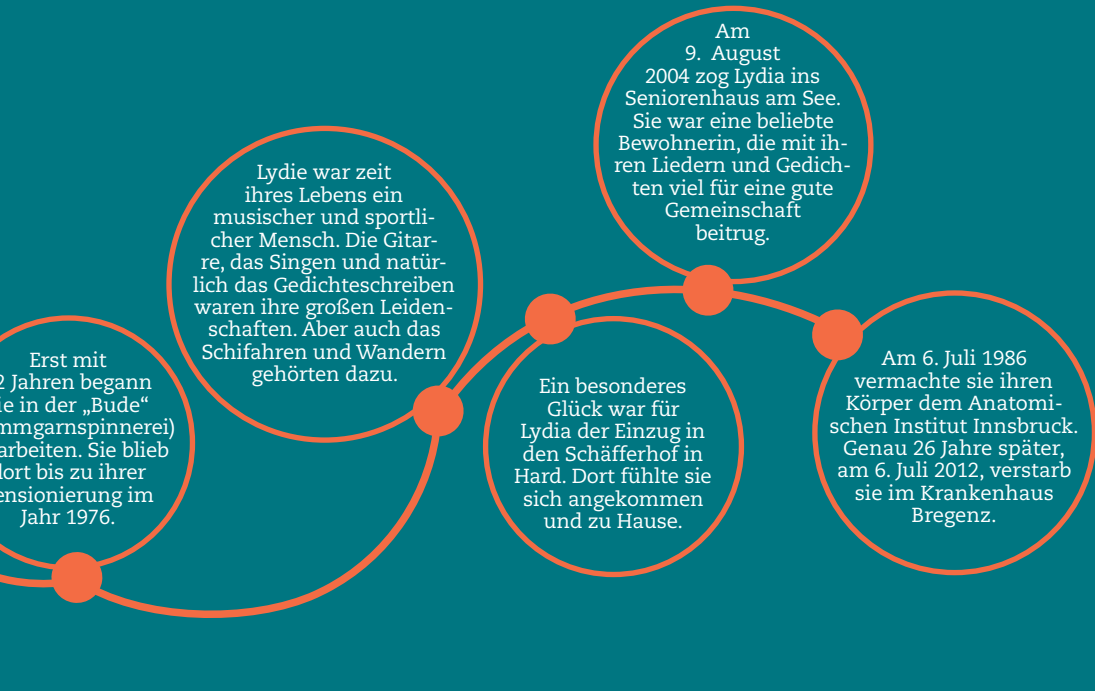 Erst mit
2 Jahren begann
ie in der „Bude“
mmgarnspinnerei)
arbeiten. Sie blieb
dort bis zu ihrer
ensionierung im
Jahr 1976.
Lydie war zeit
ihres Lebens ein
musischer und sportli-
cher Mensch. Die Gitar-
re, das Singen und natür-
lich das Gedichteschreiben
waren ihre großen Leiden-
schaften. Aber auch das
Schifahren und Wandern
gehörten dazu.
Ein besonderes
Glück war für
Lydia der Einzug in
den Schäfferhof in
Hard. Dort fühlte sie
sich angekommen
und zu Hause.
Am
9. August
2004 zog Lydia ins
Seniorenhaus am See.
Sie war eine beliebte
Bewohnerin, die mit ih-
ren Liedern und Gedich-
ten viel für eine gute
Gemeinschaft
beitrug.
Am 6. Juli 1986
vermachte sie ihren
Körper dem Anatomi-
schen Institut Innsbruck.
Genau 26 Jahre später,
am 6. Juli 2012, verstarb
sie im Krankenhaus
Bregenz.